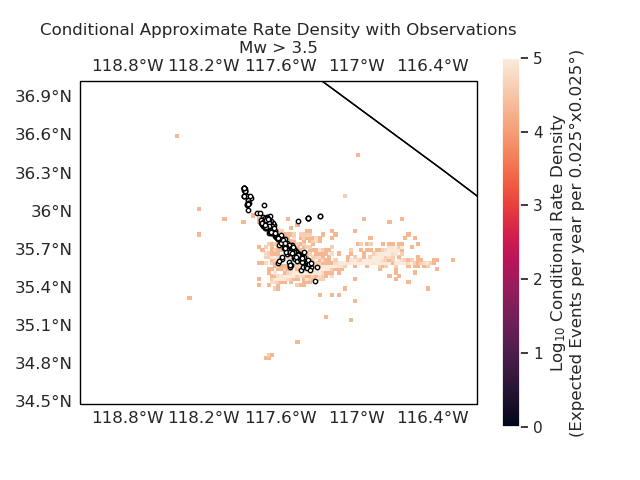 Conditional Approximate Rate Density with Observations
Mw > 3.5
118.8°W 118.2°W 117.6°W 117°W 116.4°W
36.9°N
36.6°N
36.3°N
36°N
35.7°N
35.4°N
35.1°N
34.8°N
34.5°N
118.8°W 118.2°W 117.6°W 117°W 116.4°W
5
4
3
2
1
0
Log₁₀ Conditional Rate Density
(Expected Events per year per 0.025°x0.025°)